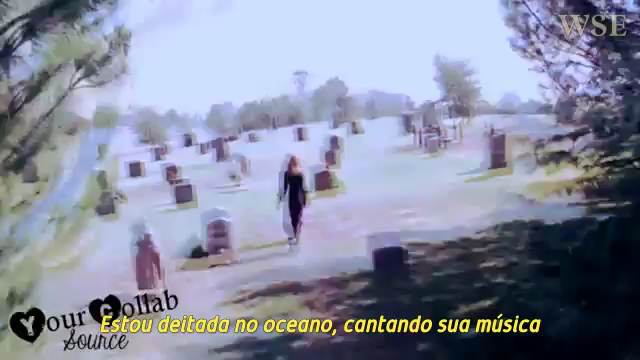 WSE
Your Collab
Source
Estou deitada no oceano, cantando sua música